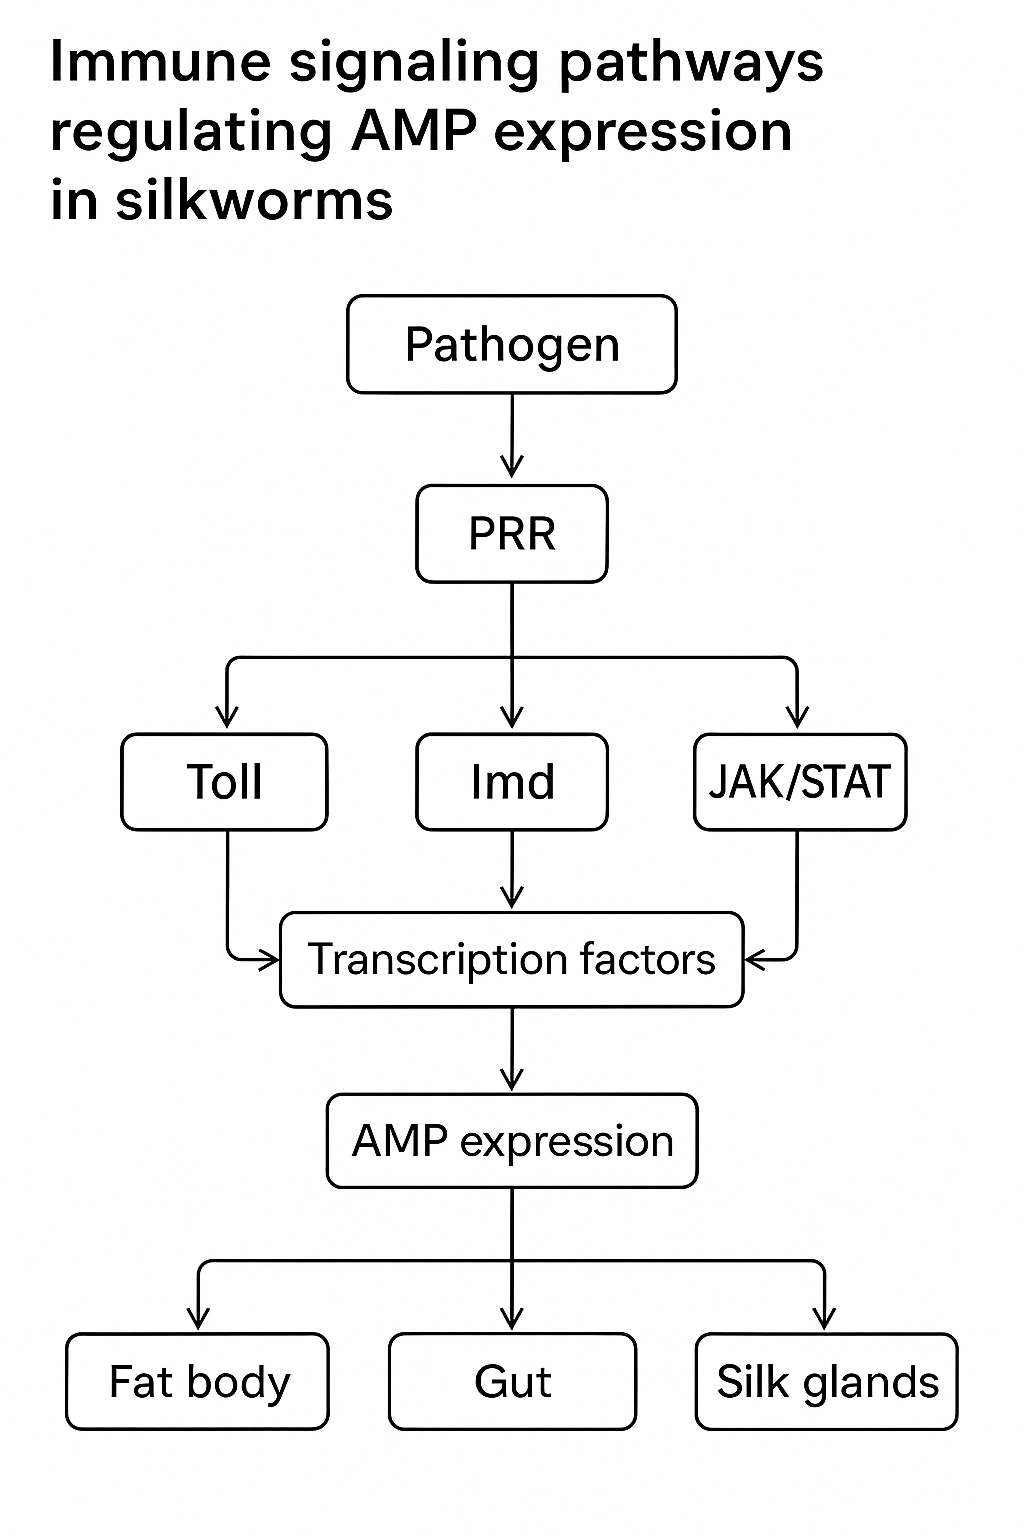 Immune signaling pathways
regulating AMP expression
in silkworms
Pathogen
PRR
Toll
Imd
JAK/STAT
Transcription factors
AMP expression
Fat body
Gut
Silk glands